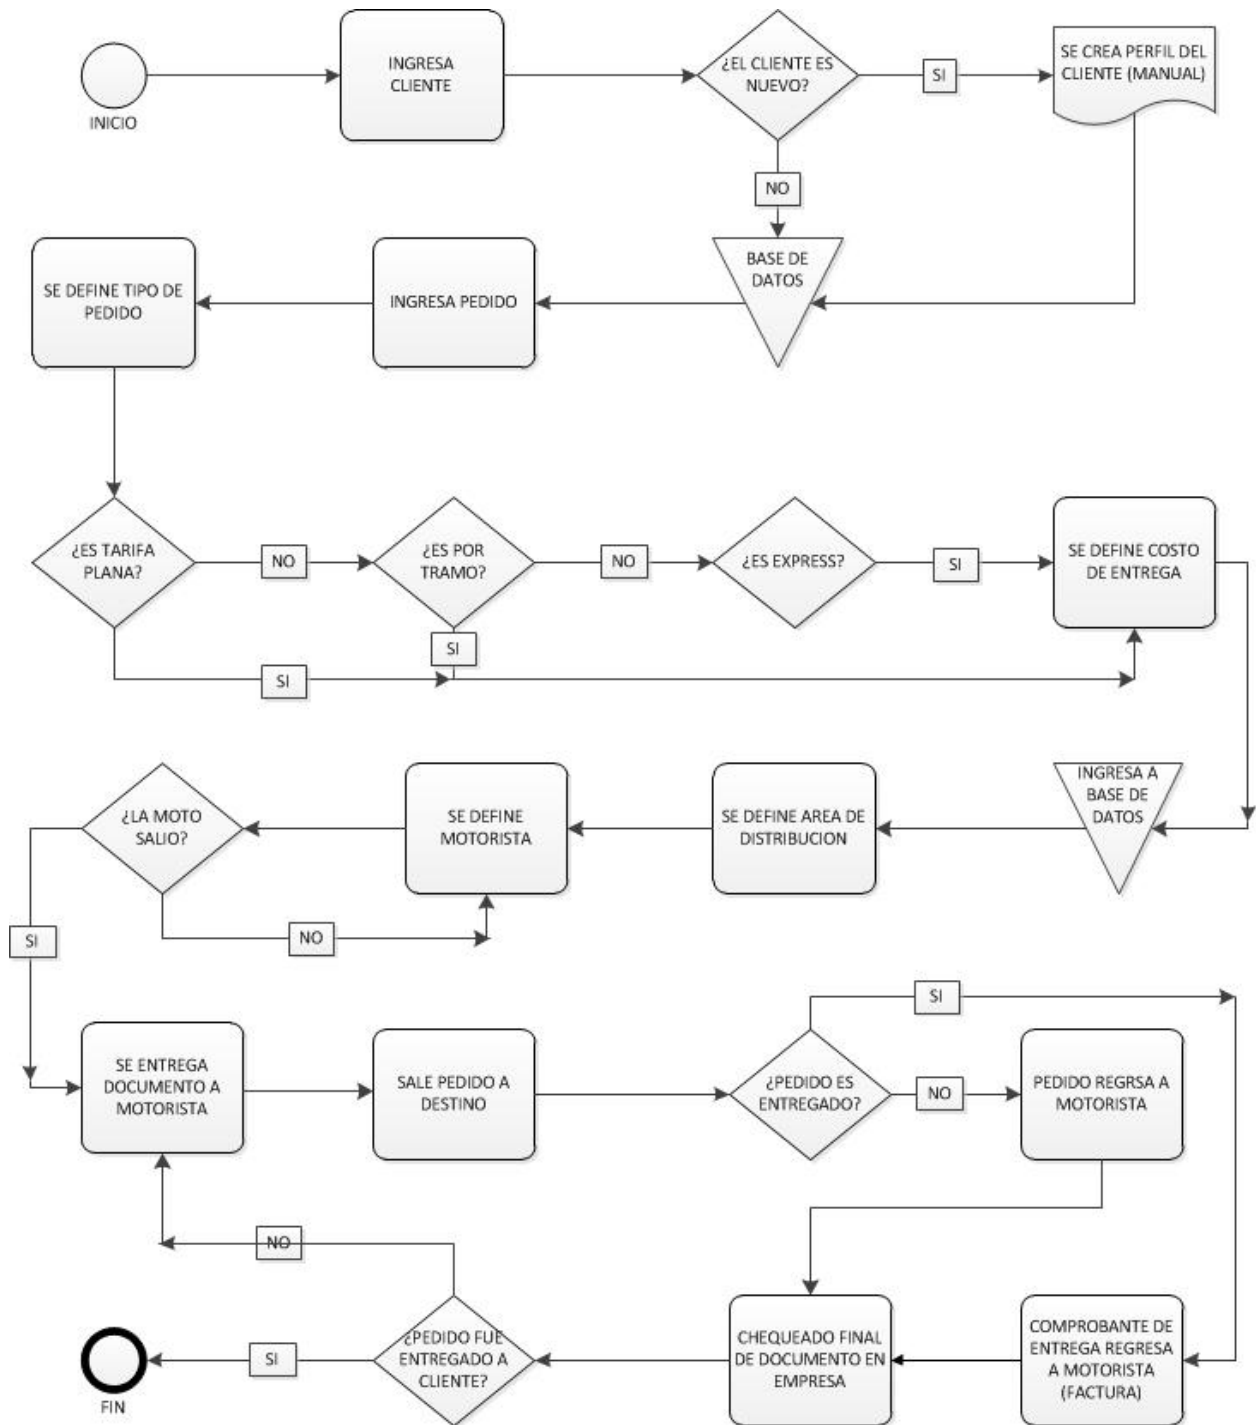 INICIO
INGRESA
CLIENTE
¿EL CLIENTE ES
NUEVO?
SI
SE CREA PERFIL DEL
CLIENTE (MANUAL)
NO
BASE DE
DATOS
INGRESA PEDIDO
SE DEFINE TIPO DE
PEDIDO
¿ES TARIFA
PLANA?
NO
¿ES POR
TRAMO?
NO
¿ES EXPRESS?
SI
SE DEFINE COSTO
DE ENTREGA
SI
SI
INGRESA A
BASE DE
DATOS
SE DEFINE AREA DE
DISTRIBUCION
SE DEFINE
MOTORISTA
¿LA MOTO
SALIO?
NO
SI
SE ENTREGA
DOCUMENTO A
MOTORISTA
SALE PEDIDO A
DESTINO
¿PEDIDO ES
ENTREGADO?
SI
NO
PEDIDO REGRSA A
MOTORISTA
COMPROBANTE DE
ENTREGA REGRESA
A MOTORISTA
(FACTURA)
CHEQUEADO FINAL
DE DOCUMENTO EN
EMPRESA
¿PEDIDO FUE
ENTREGADO A
CLIENTE?
NO
SI
FIN